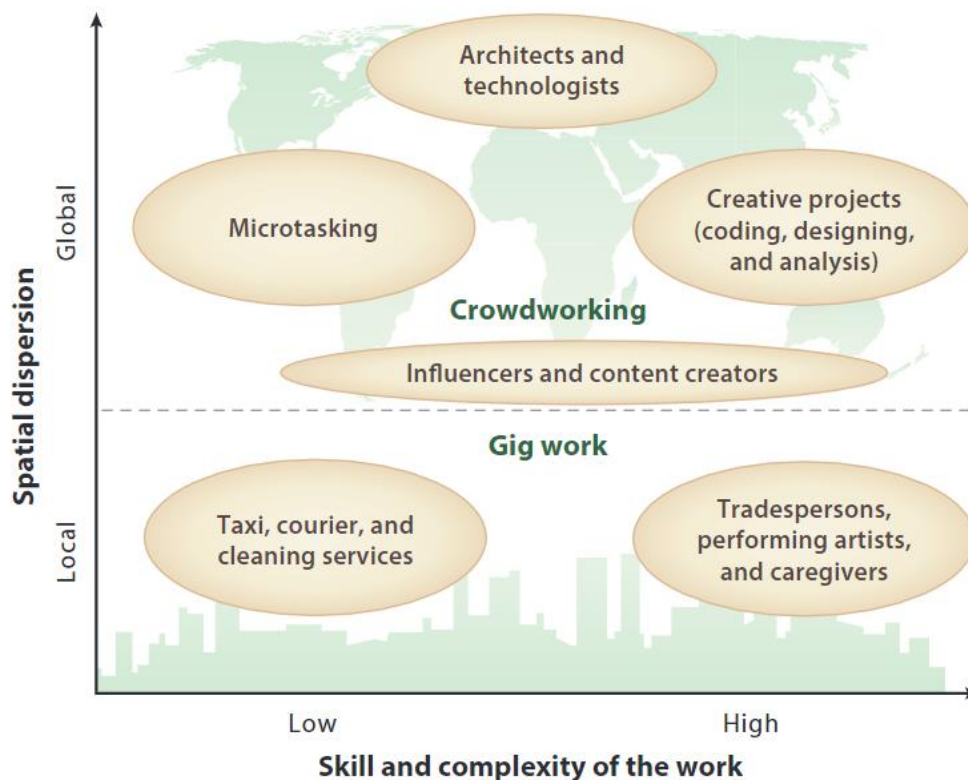 Architects and
technologists
Microtasking
Creative projects
(coding, designing,
and analysis)
Crowdworking
Influencers and content creators
Gig work
Taxi, courier, and
cleaning services
Tradespersons,
performing artists,
and caregivers
Spatial dispersion
Global
Local
Low
High
Skill and complexity of the work